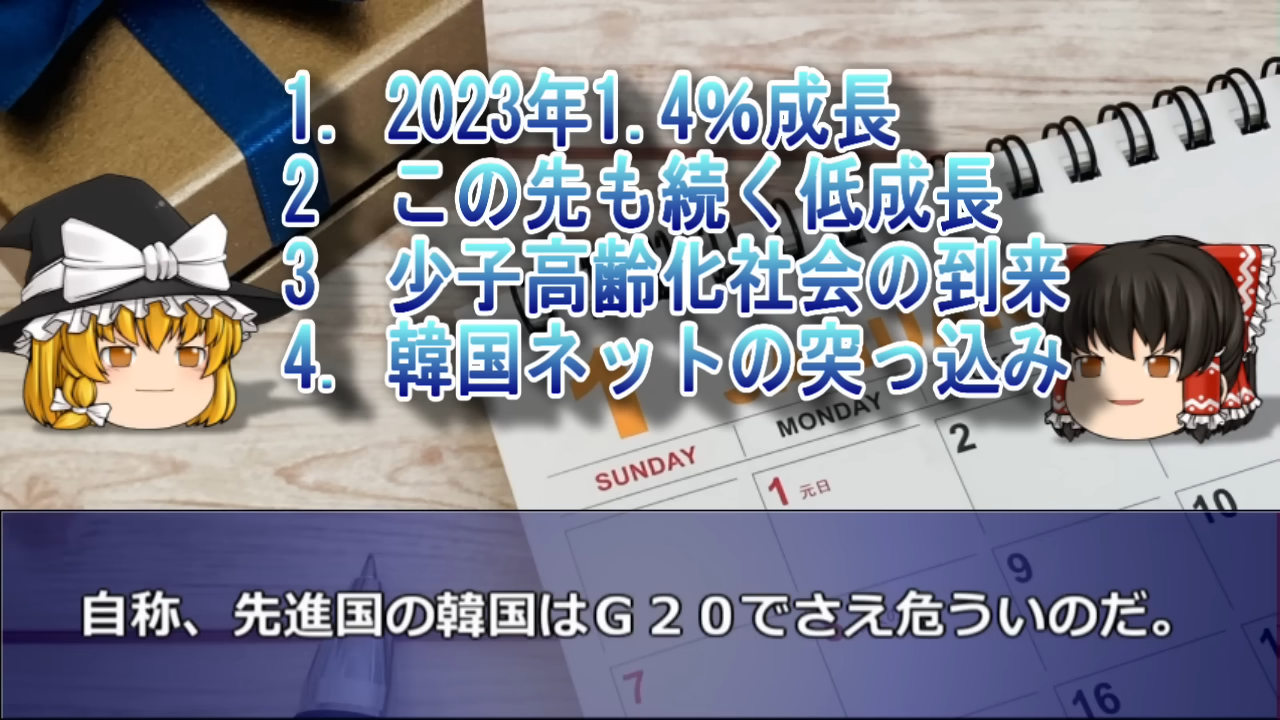 1. 2023年1.4%成長
2 この先も続く低成長
3 少子高齢化社会の到来
4. 韓国ネットの突っ込み
1
SUNDAY
MONDAY
1 元日
2
10
9
7
16
自称、先進国の韓国はＧ２０でさえ危ういのだ。